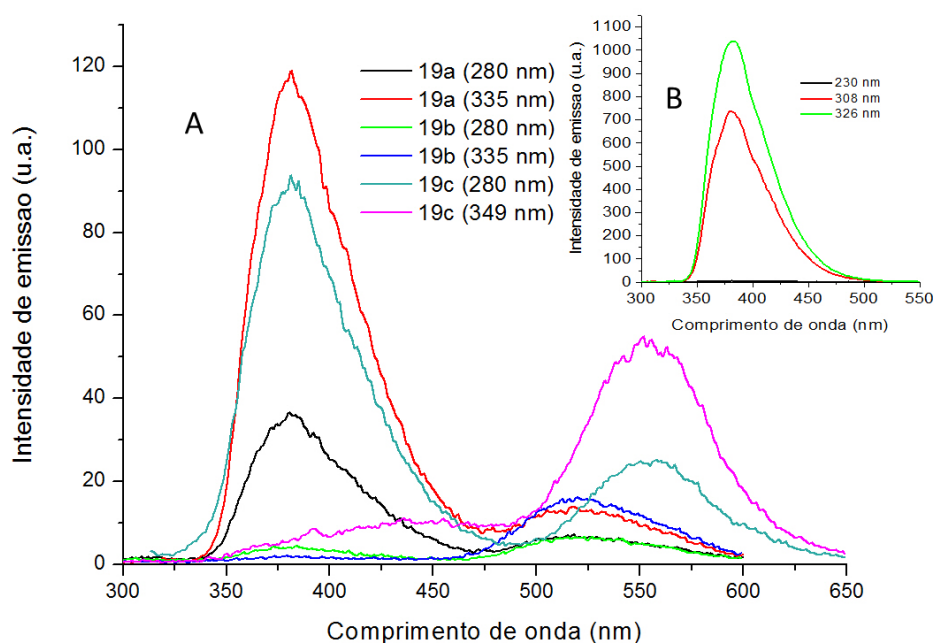 Intensidade de emissao (u.a.)
120
100
80
60
40
20
0
A
19a (280 nm)
19a (335 nm)
19b (280 nm)
19b (335 nm)
19c (280 nm)
19c (349 nm)
300 350 400 450 500 550 600 650
Comprimento de onda (nm)
Intensidade de emissao (u.a.)
1100
1000
900
800
700
600
500
400
300
200
100
0
B
230 nm
308 nm
326 nm
300 350 400 450 500 550
Comprimento de onda (nm)